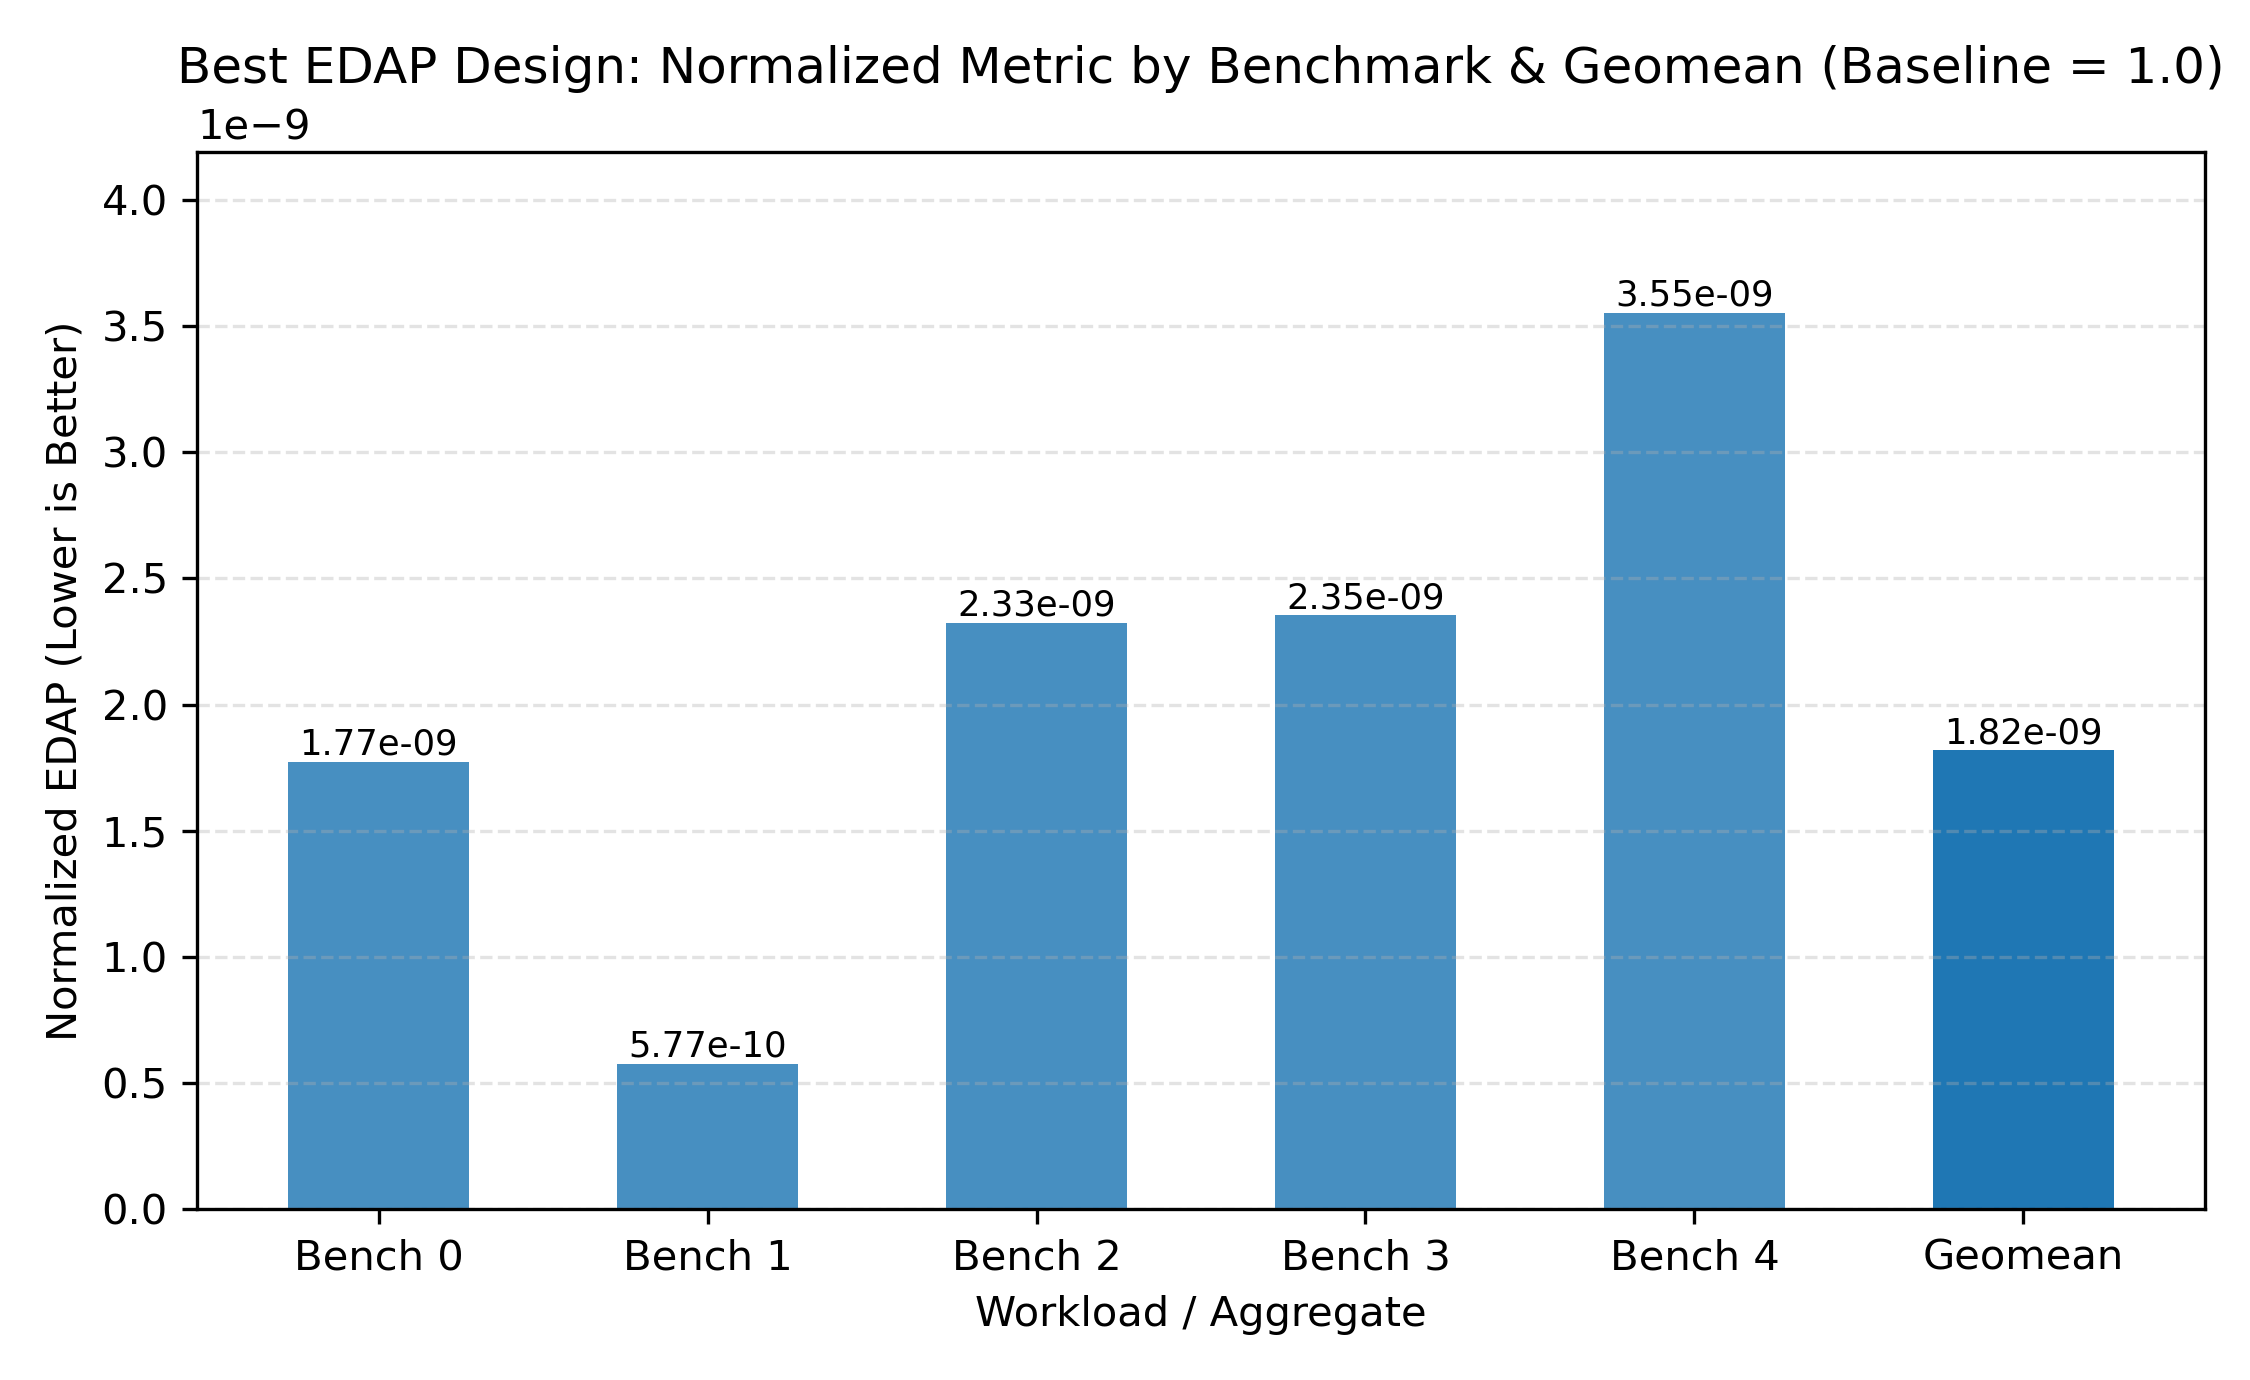 Best EDAP Design: Normalized Metric by Benchmark & Geomean (Baseline = 1.0)
1e−9
4.0
3.5
3.0
2.5
2.0
1.5
1.0
0.5
0.0
Normalized EDAP (Lower is Better)
1.77e-09
5.77e-10
2.33e-09
2.35e-09
3.55e-09
1.82e-09
Bench 0
Bench 1
Bench 2
Bench 3
Bench 4
Geomean
Workload / Aggregate